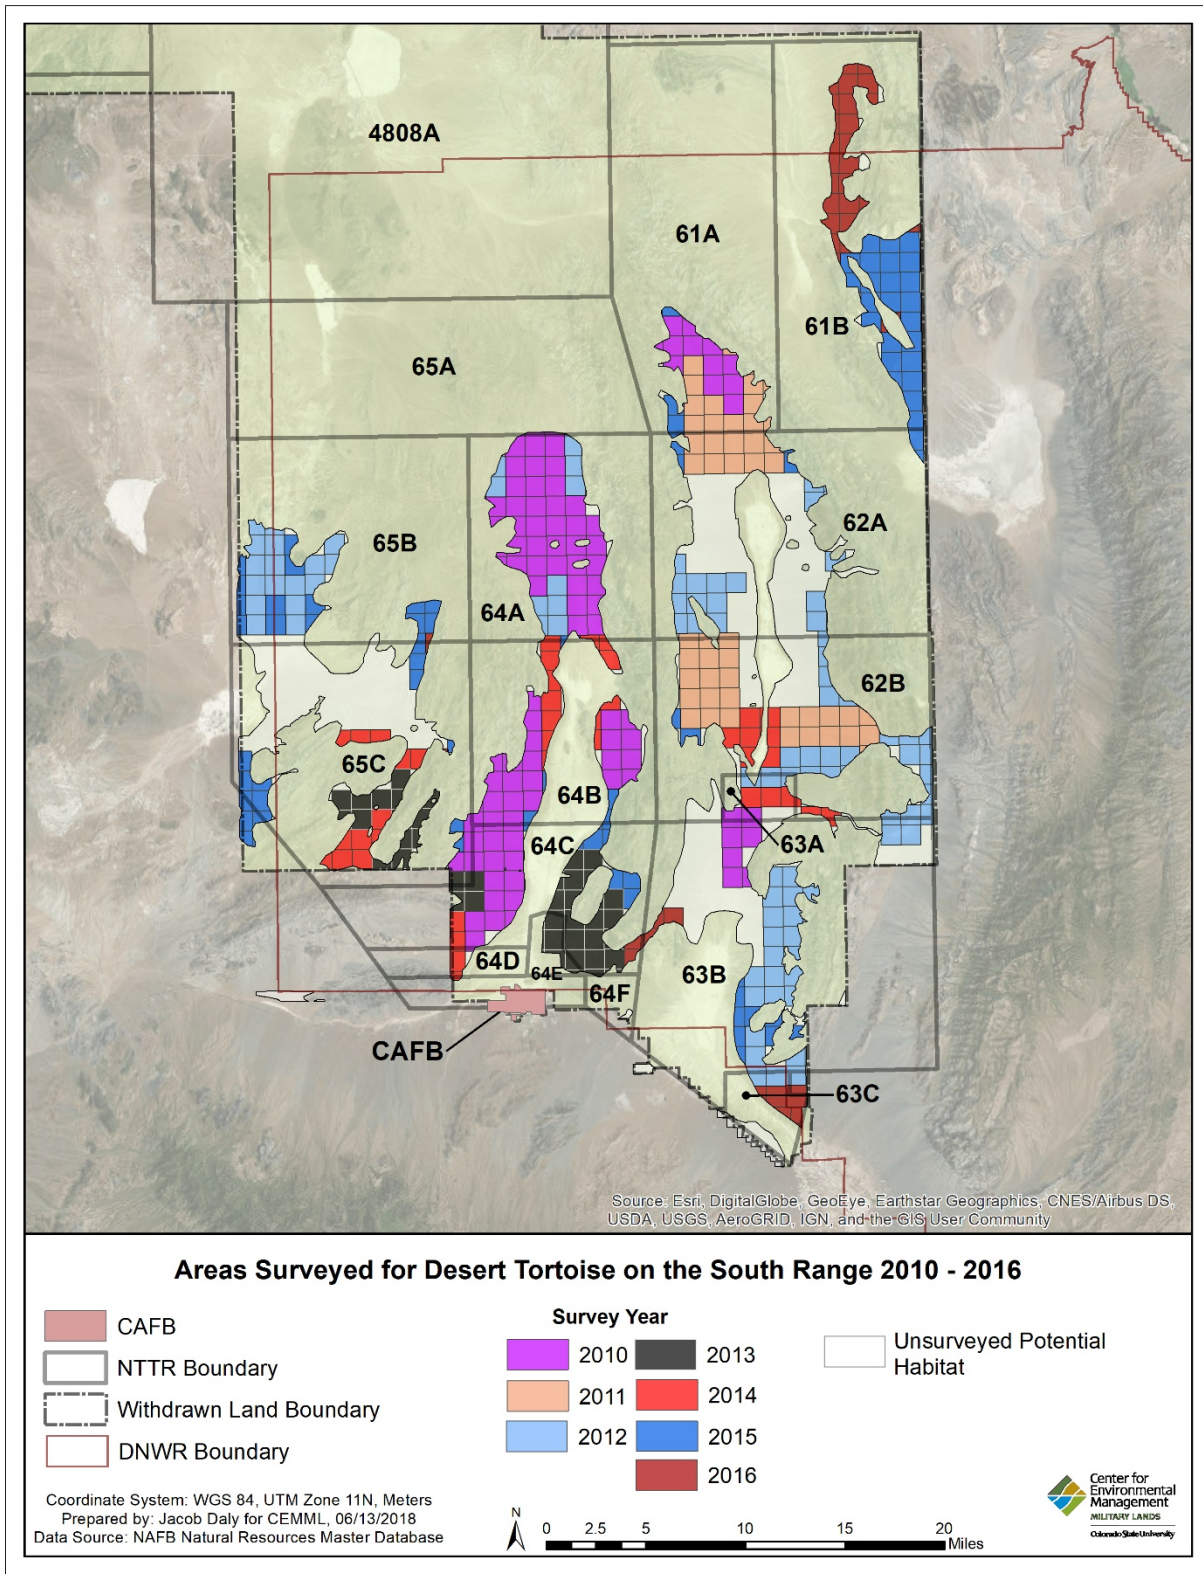 4808A
61A
61B
65A
62A
65B
64A
62B
65C
64B
64C
63A
64D
64E
63B
64F
CAFB
63C
Source: Esri, DigitalGlobe, GeoEye, Earthstar Geographics, CNES/Airbus DS,
USDA, USGS, AeroGRID, IGN, and the GIS User Community
Areas Surveyed for Desert Tortoise on the South Range 2010 - 2016
CAFB
NTTR Boundary
Withdrawn Land Boundary
DNWR Boundary
Survey Year
2010
2011
2012
2013
2014
2015
2016
Unsurveyed Potential
Habitat
Coordinate System: WGS 84, UTM Zone 11N, Meters
Prepared by: Jacob Daly for CEMML, 06/13/2018
Data Source: NAFB Natural Resources Master Database
N
0 2.5 5 10 15 20
Miles
Center for
Environmental
Management
MILITARY LANDS
Colorado State University